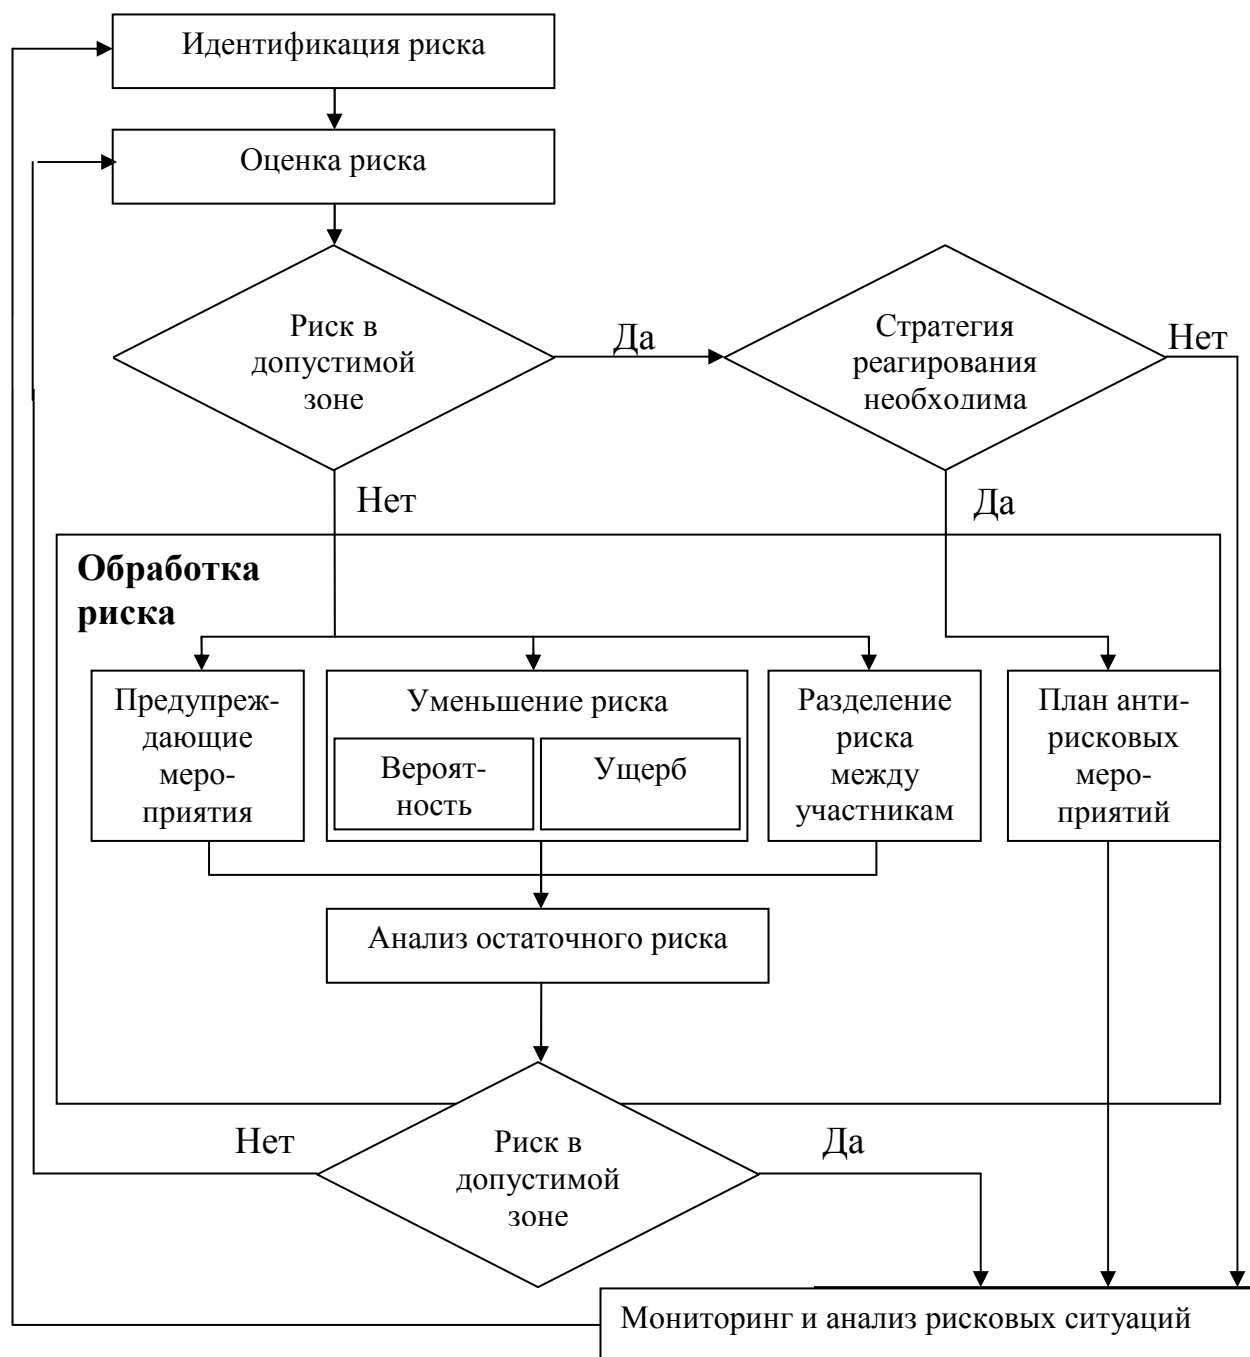 Идентификация риска
Оценка риска
Риск в
допустимой
зоне
Да
Стратегия
реагирования
необходима
Нет
Нет
Да
Обработка
риска
Предупреж-
дающие
меро-
приятия
Уменьшение риска
Вероят-
ность
Ущерб
Разделение
риска
между
участникам
План анти-
рисковых
меро-
приятий
Анализ остаточного риска
Нет
Риск в
допустимой
зоне
Да
Мониторинг и анализ рисковых ситуаций